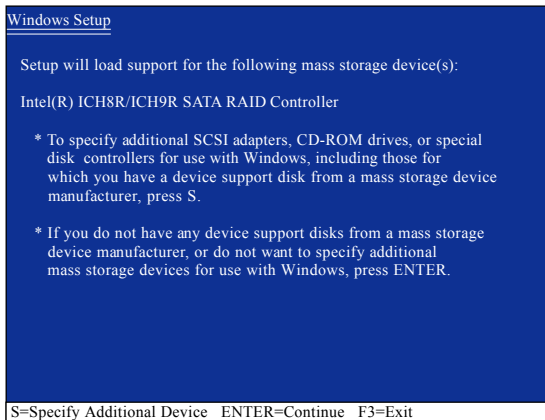 Windows Setup
Setup will load support for the following mass storage device(s):
Intel(R) ICH8R/ICH9R SATA RAID Controller
* To specify additional SCSI adapters, CD-ROM drives, or special
disk controllers for use with Windows, including those for
which you have a device support disk from a mass storage device
manufacturer, press S.
* If you do not have any device support disks from a mass storage
device manufacturer, or do not want to specify additional
mass storage devices for use with Windows, press ENTER.
S=Specify Additional Device ENTER=Continue F3=Exit